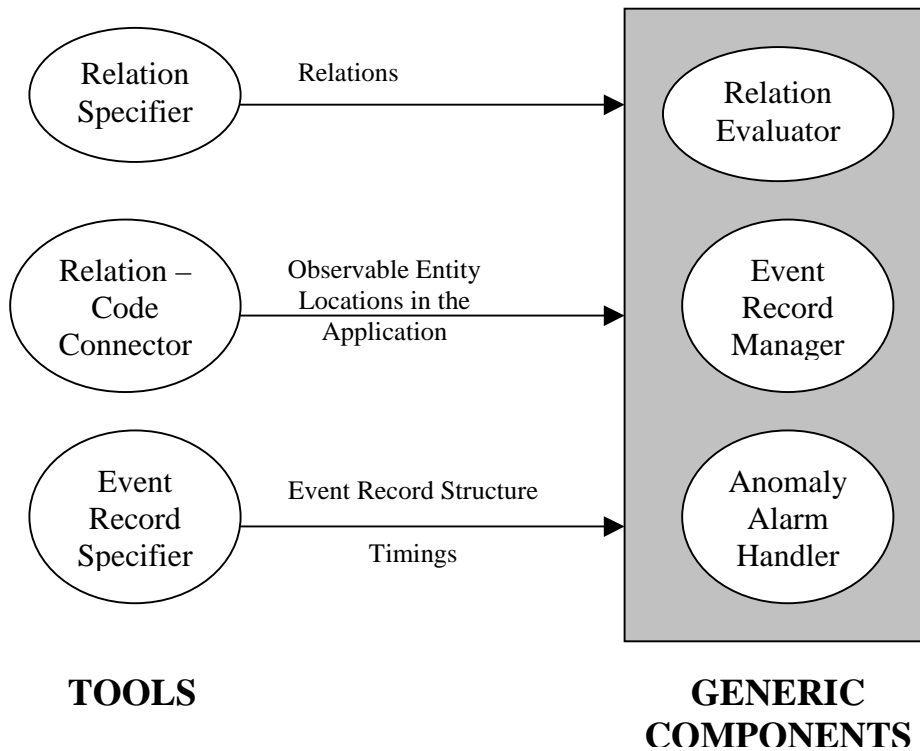 Relation
Specifier
Relations
Relation
Evaluator
Relation –
Code
Connector
Observable Entity
Locations in the
Application
Event
Record
Manager
Event
Record
Specifier
Event Record Structure
Timings
Anomaly
Alarm
Handler
TOOLS
GENERIC
COMPONENTS